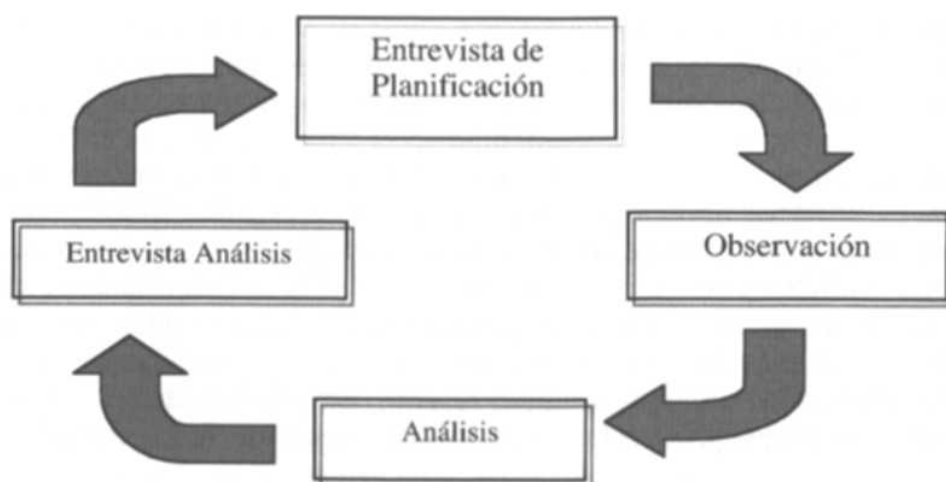 Entrevista de
Planificación
Observación
Análisis
Entrevista Análisis